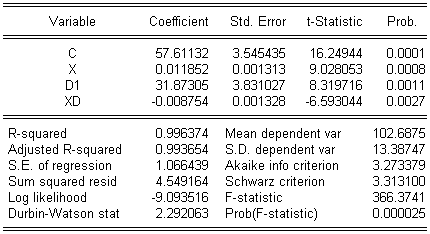 Variable Coefficient Std. Error t-Statistic Prob.
C 57.61132 3.545435 16.24944 0.0001
X 0.011852 0.001313 9.028053 0.0008
D1 31.87305 3.831027 8.319716 0.0011
XD -0.008754 0.001328 -6.593044 0.0027
R-squared 0.996374 Mean dependent var 102.6875
Adjusted R-squared 0.993654 S.D. dependent var 13.38747
S.E. of regression 1.066439 Akaike info criterion 3.273379
Sum squared resid 4.549164 Schwarz criterion 3.313100
Log likelihood -9.093516 F-statistic 366.3741
Durbin-Watson stat 2.292063 Prob(F-statistic) 0.000025